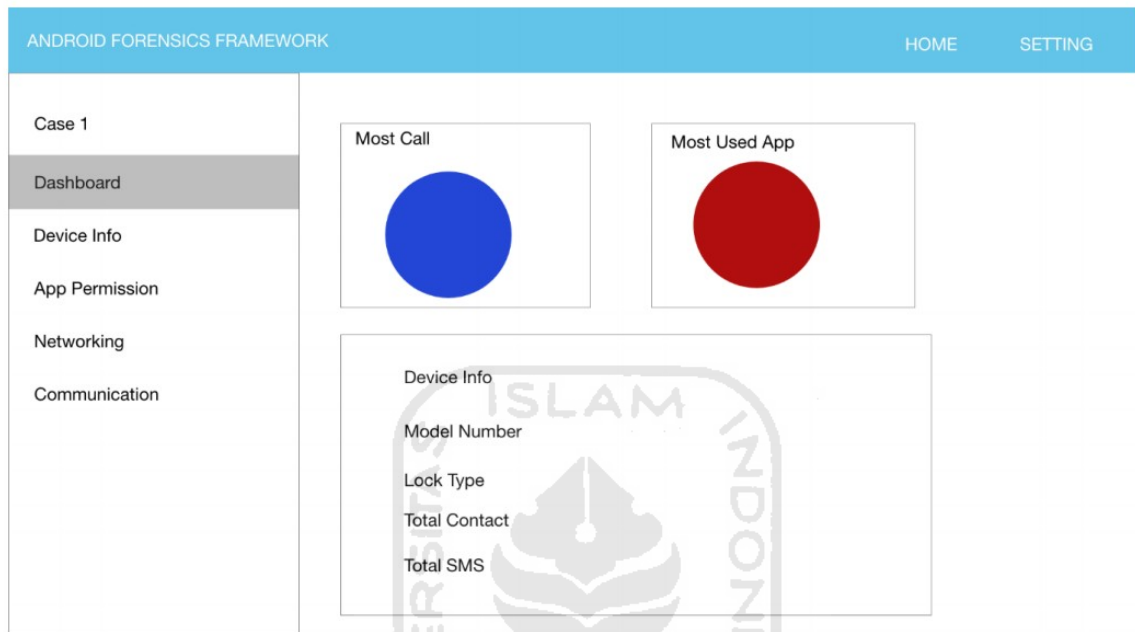 ANDROID FORENSICS FRAMEWORK
HOME
SETTING
Case 1
Dashboard
Device Info
App Permission
Networking
Communication
Most Call
Most Used App
Device Info
Model Number
Lock Type
Total Contact
Total SMS
ISLAM